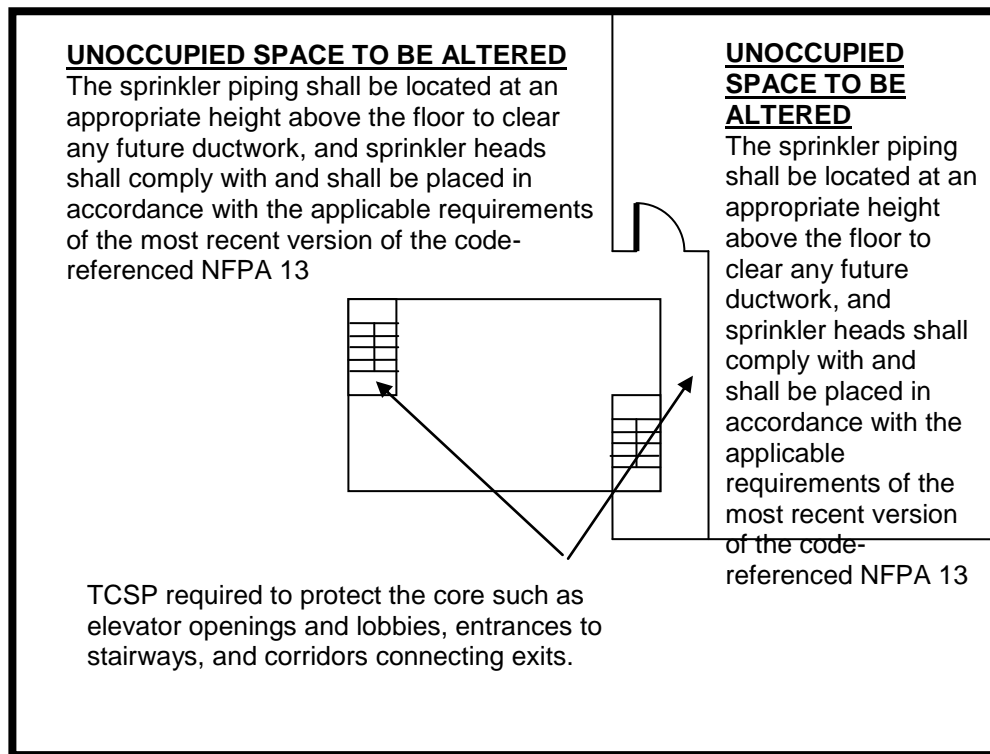 UNOCCUPIED SPACE TO BE ALTERED
The sprinkler piping shall be located at an
appropriate height above the floor to clear
any future ductwork, and sprinkler heads
shall comply with and shall be placed in
accordance with the applicable requirements
of the most recent version of the code-
referenced NFPA 13
UNOCCUPIED
SPACE TO BE
ALTERED
The sprinkler piping
shall be located at an
appropriate height
above the floor to
clear any future
ductwork, and
sprinkler heads shall
comply with and
shall be placed in
accordance with the
applicable
requirements of the
most recent version
of the code-
referenced NFPA 13
TCSP required to protect the core such as
elevator openings and lobbies, entrances to
stairways, and corridors connecting exits.